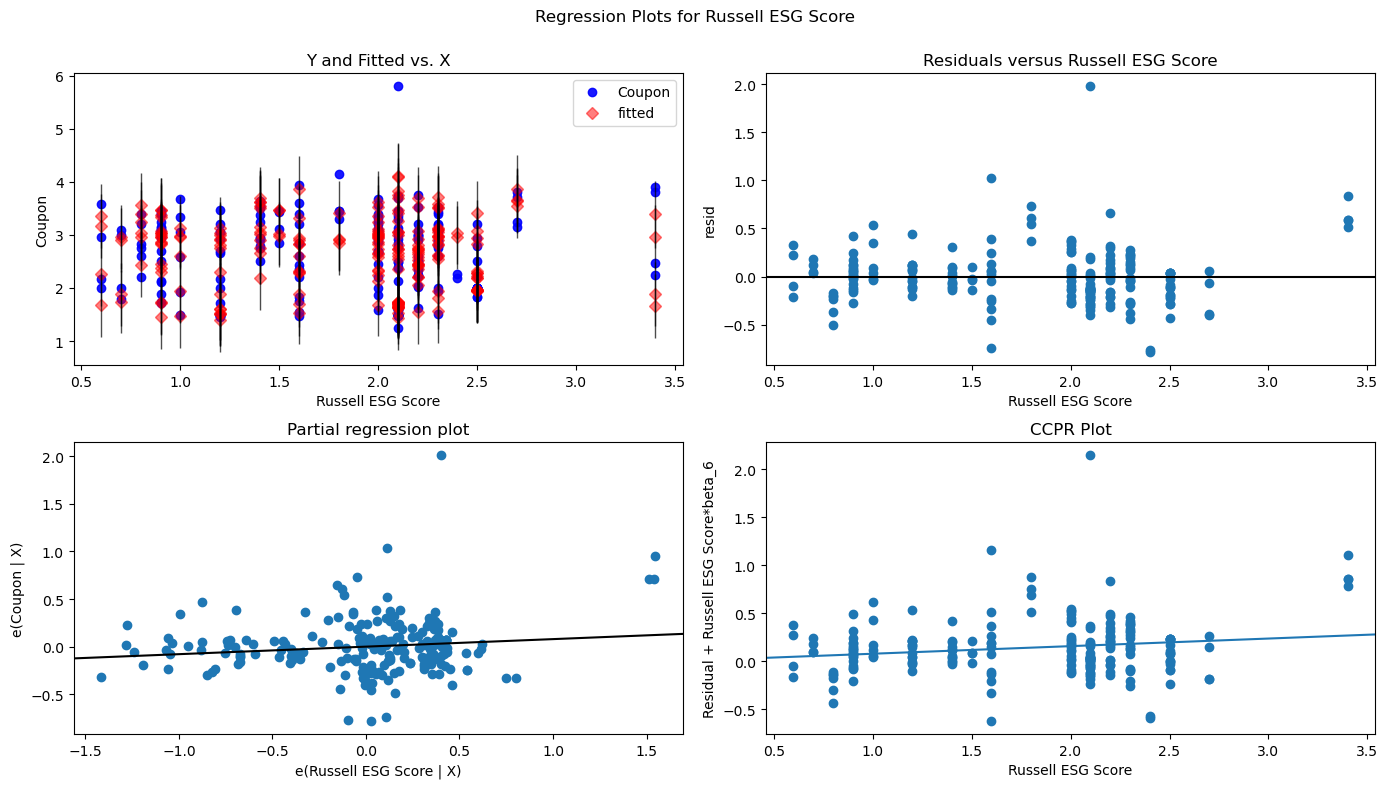 Regression Plots for Russell ESG Score
Y and Fitted vs. X
6
5
4
3
2
1
Coupon
Coupon
fitted
0.5 1.0 1.5 2.0 2.5 3.0 3.5
Russell ESG Score
Residuals versus Russell ESG Score
2.0
1.5
1.0
0.5
0.0
−0.5
resid
0.5 1.0 1.5 2.0 2.5 3.0 3.5
Russell ESG Score
Partial regression plot
2.0
1.5
1.0
0.5
0.0
−0.5
e(Coupon | X)
−1.5 −1.0 −0.5 0.0 0.5 1.0 1.5
e(Russell ESG Score | X)
CCPR Plot
2.0
1.5
1.0
0.5
0.0
−0.5
Residual + Russell ESG Score*beta_6
0.5 1.0 1.5 2.0 2.5 3.0 3.5
Russell ESG Score